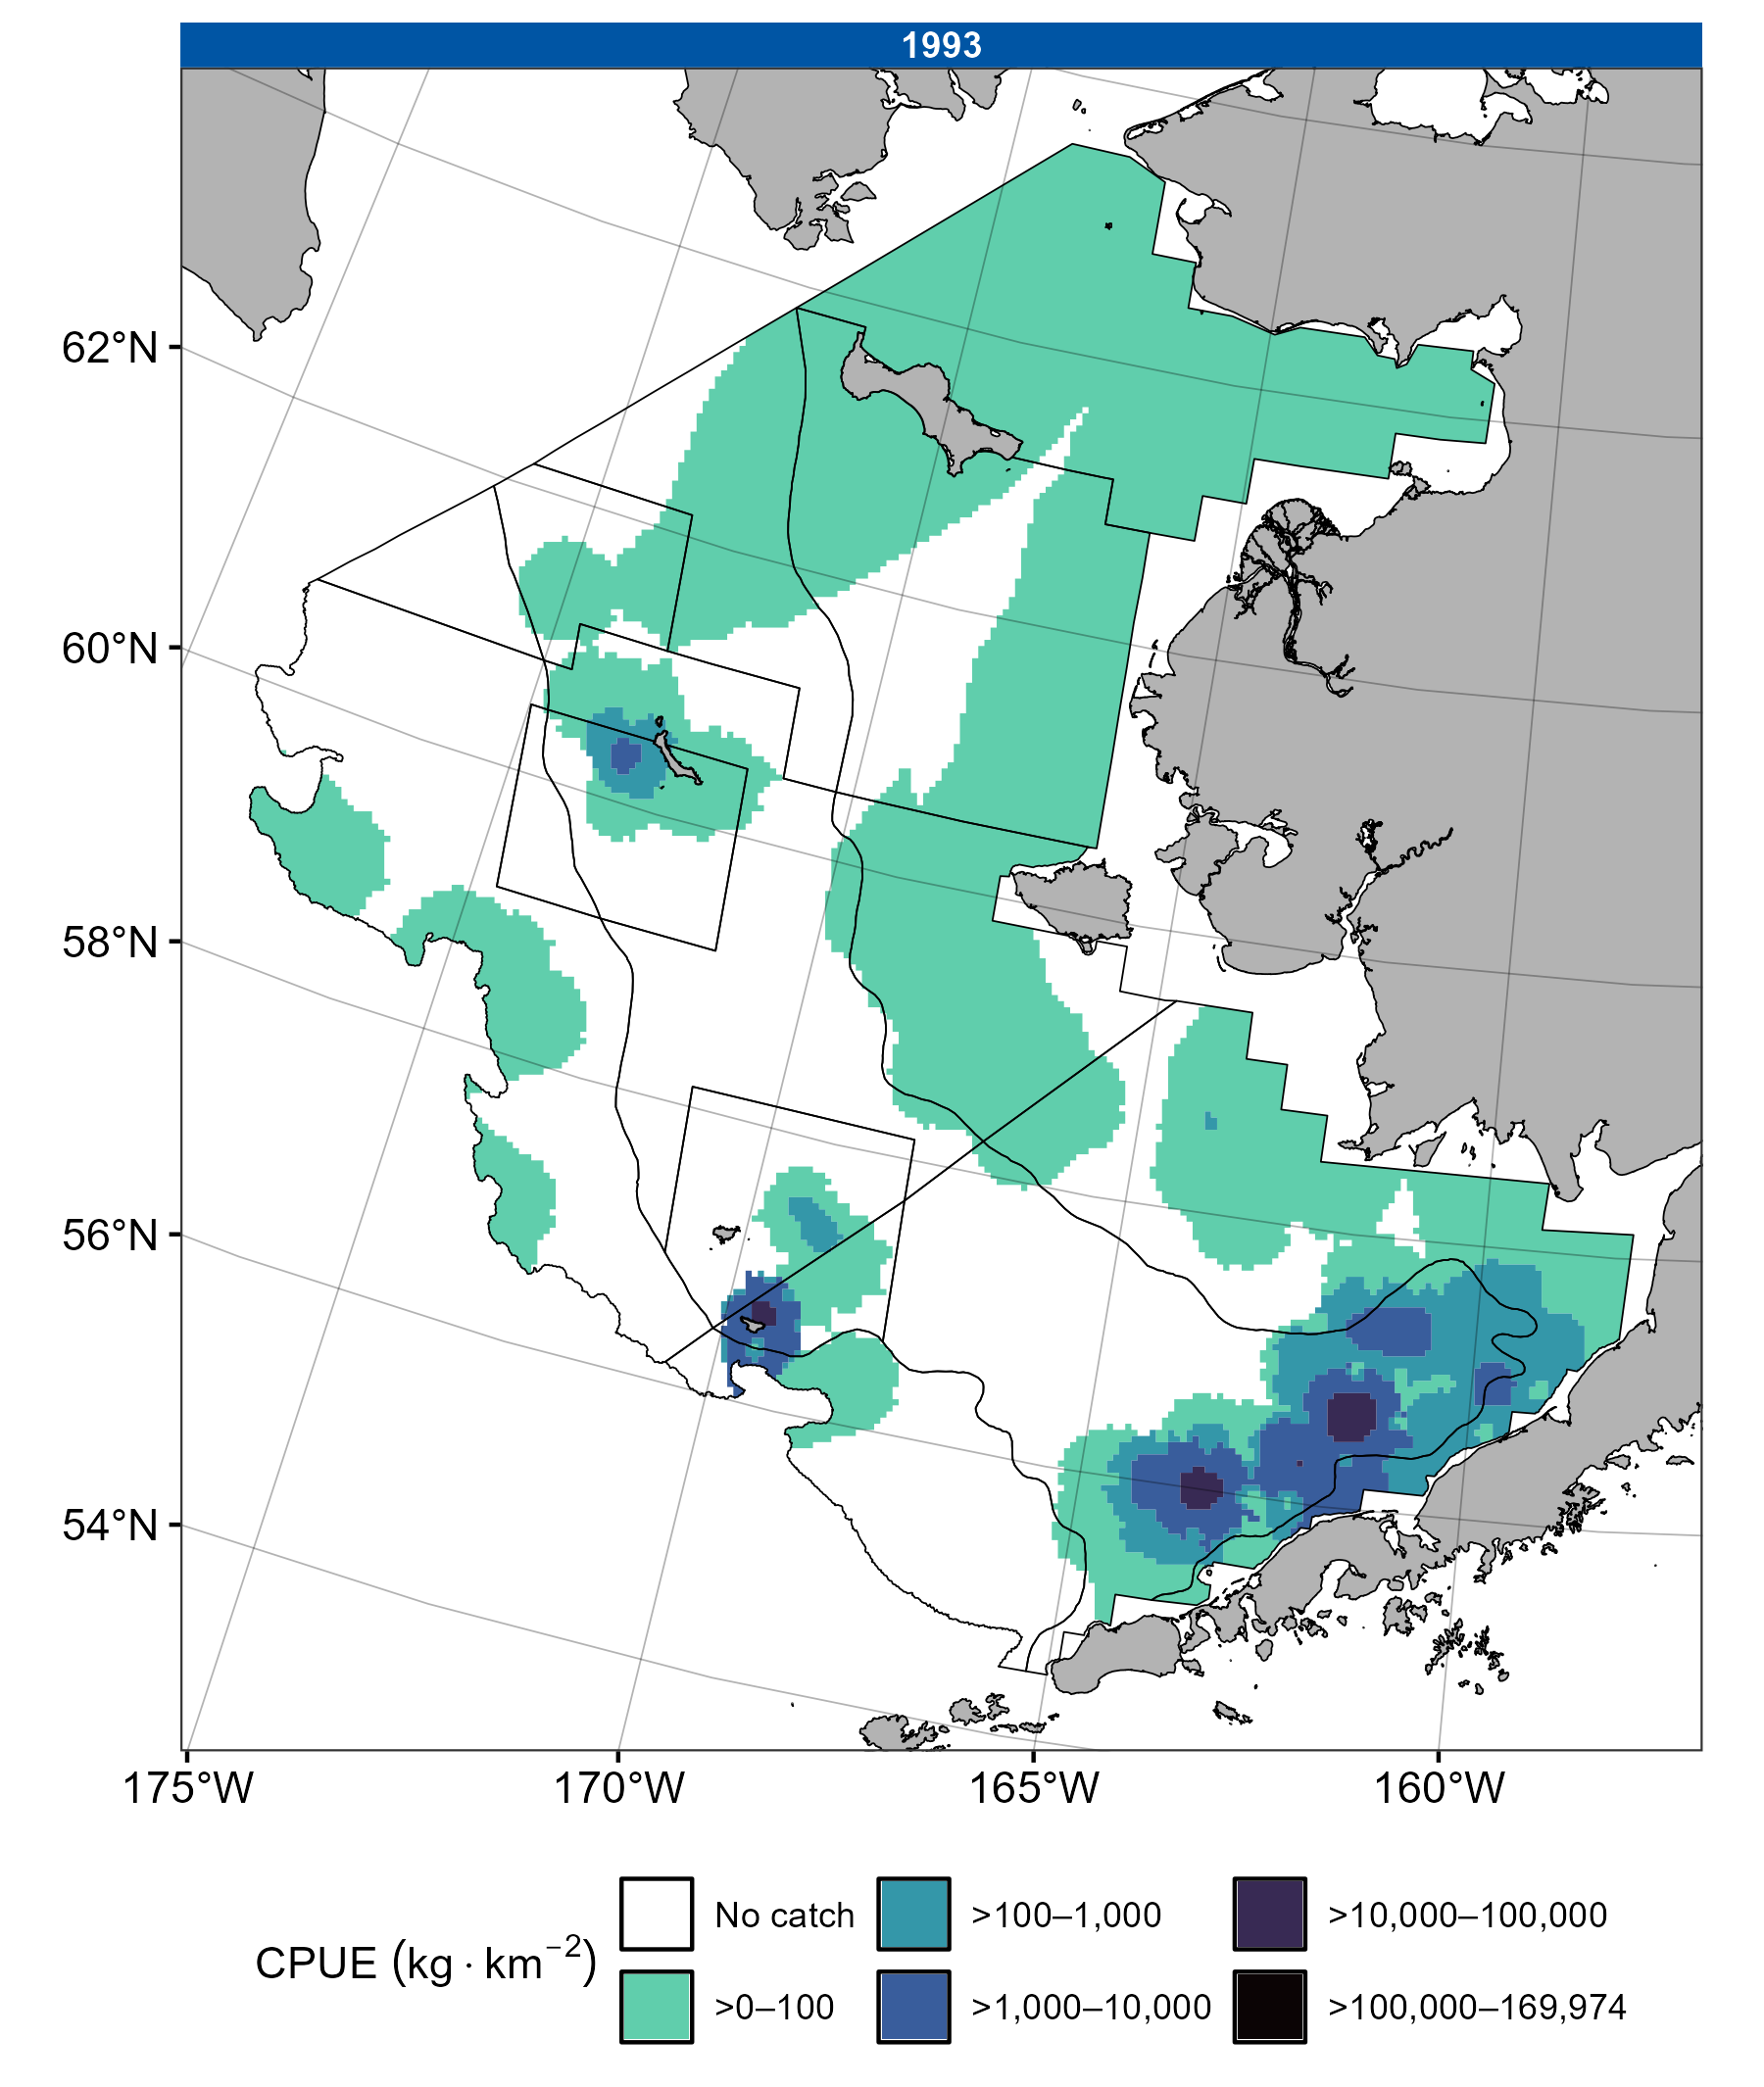 1993
62°N
60°N
58°N
56°N
54°N
175°W 170°W 165°W 160°W
CPUE (kg · km⁻²)
No catch >100–1,000 >10,000–100,000
>0–100 >1,000–10,000 >100,000–169,974